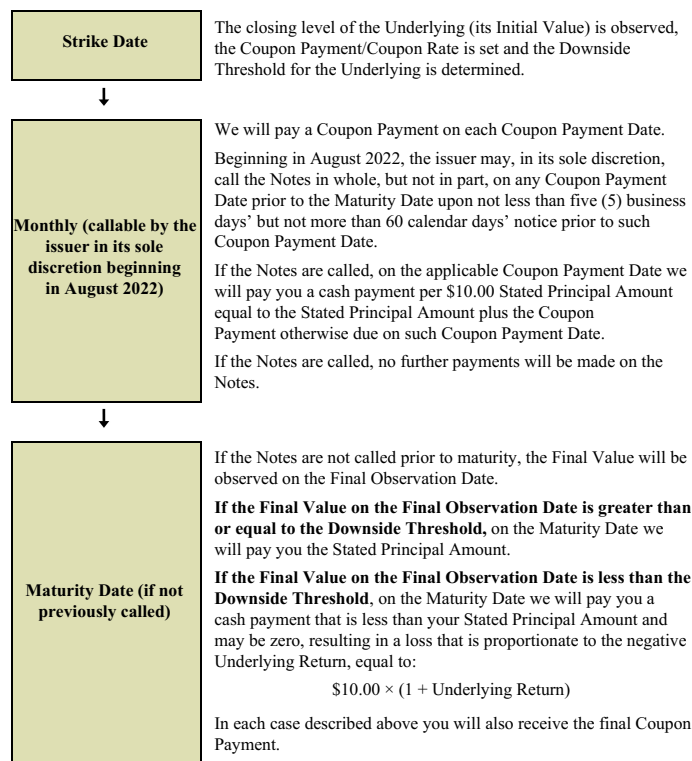 Strike Date
The closing level of the Underlying (its Initial Value) is observed,
the Coupon Payment/Coupon Rate is set and the Downside
Threshold for the Underlying is determined.
Monthly (callable by the
issuer in its sole
discretion beginning
in August 2022)
We will pay a Coupon Payment on each Coupon Payment Date.
Beginning in August 2022, the issuer may, in its sole discretion,
call the Notes in whole, but not in part, on any Coupon Payment
Date prior to the Maturity Date upon not less than five (5) business
days’ but not more than 60 calendar days’ notice prior to such
Coupon Payment Date.
If the Notes are called, on the applicable Coupon Payment Date we
will pay you a cash payment per $10.00 Stated Principal Amount
equal to the Stated Principal Amount plus the Coupon
Payment otherwise due on such Coupon Payment Date.
If the Notes are called, no further payments will be made on the
Notes.
Maturity Date (if not
previously called)
If the Notes are not called prior to maturity, the Final Value will be
observed on the Final Observation Date.
If the Final Value on the Final Observation Date is greater than
or equal to the Downside Threshold, on the Maturity Date we
will pay you the Stated Principal Amount.
If the Final Value on the Final Observation Date is less than the
Downside Threshold, on the Maturity Date we will pay you a
cash payment that is less than your Stated Principal Amount and
may be zero, resulting in a loss that is proportionate to the negative
Underlying Return, equal to:
$10.00 × (1 + Underlying Return)
In each case described above you will also receive the final Coupon
Payment.